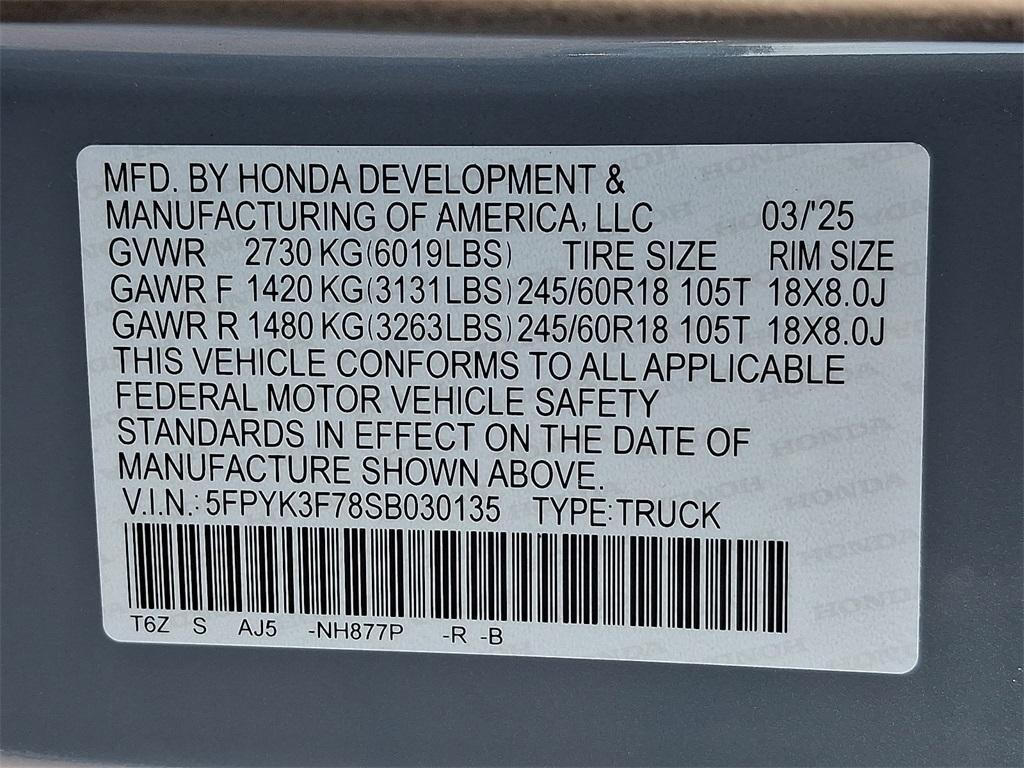 MFD. BY HONDA DEVELOPMENT &
MANUFACTURING OF AMERICA, LLC 03/'25
GVWR 2730 KG(6019LBS) TIRE SIZE RIM SIZE
GAWR F 1420 KG(3131LBS) 245/60R18 105T 18X8.0J
GAWR R 1480 KG(3263LBS) 245/60R18 105T 18X8.0J
THIS VEHICLE CONFORMS TO ALL APPLICABLE
FEDERAL MOTOR VEHICLE SAFETY
STANDARDS IN EFFECT ON THE DATE OF
MANUFACTURE SHOWN ABOVE.
V.I.N.: 5FPYK3F78SB030135 TYPE:TRUCK
T6Z S AJ5 -NH877P -R -B